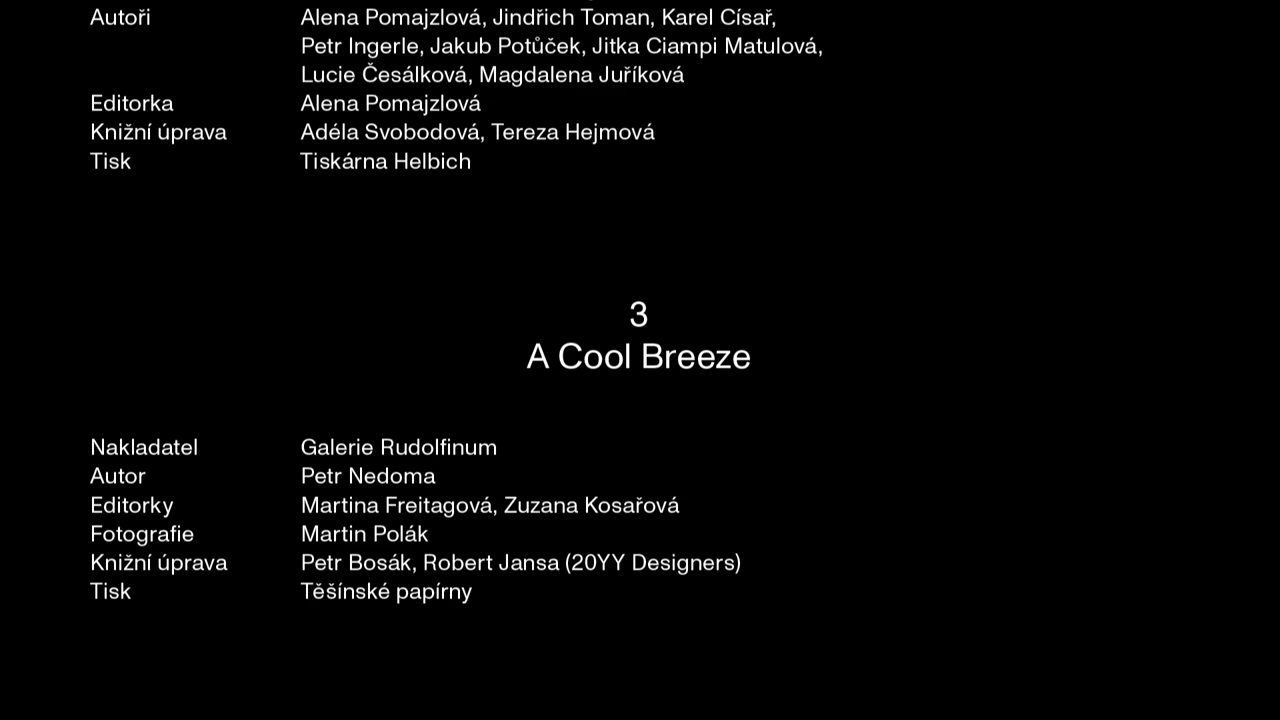 Autoři Alena Pomajzlová, Jindřich Toman, Karel Císař,
Petr Ingerle, Jakub Potůček, Jitka Ciampi Matulová,
Lucie Česálková, Magdalena Juříková
Editorka Alena Pomajzlová
Knižní úprava Adéla Svobodová, Tereza Hejmová
Tisk Tiskárna Helbich
3
A Cool Breeze
Nakladatel Galerie Rudolfinum
Autor Petr Nedoma
Editorky Martina Freitagová, Zuzana Kosařová
Fotografie Martin Polák
Knižní úprava Petr Bosák, Robert Jansa (20YY Designers)
Tisk Těšínské papírny